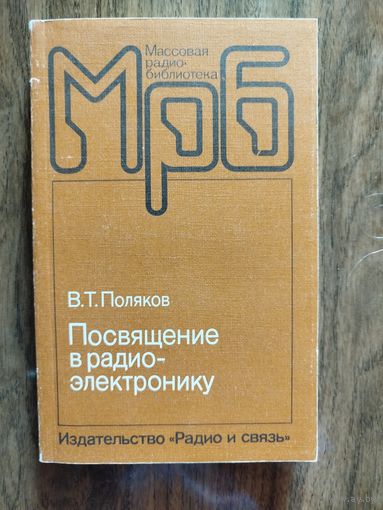 Массовая
радио-
библиотека
Мрб
В.Т. Поляков
Посвящение
в радио-
электронику
Издательство «Радио и связь»